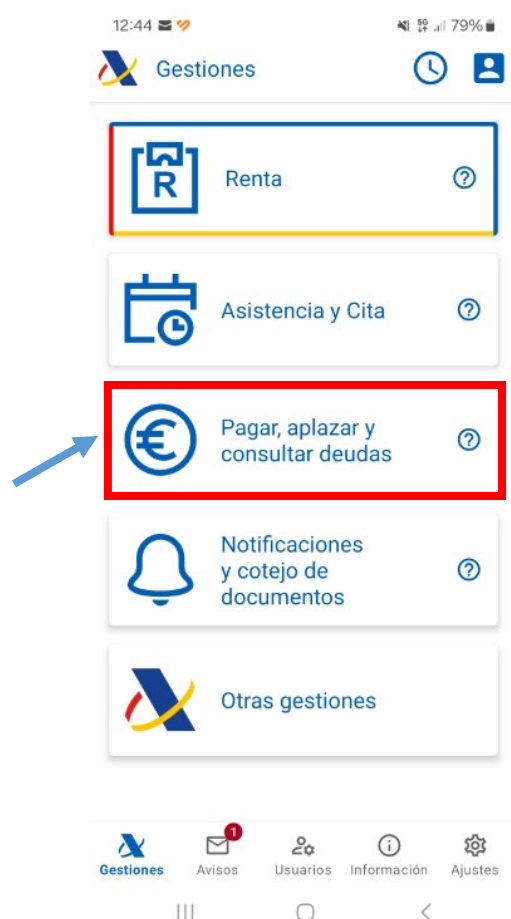 12:44 79%
Gestiones
R
Renta
Asistencia y Cita
€
Pagar, aplazar y
consultar deudas
Notificaciones
y cotejo de
documentos
Otras gestiones
1
Gestiones Avisos Usuarios Información Ajustes